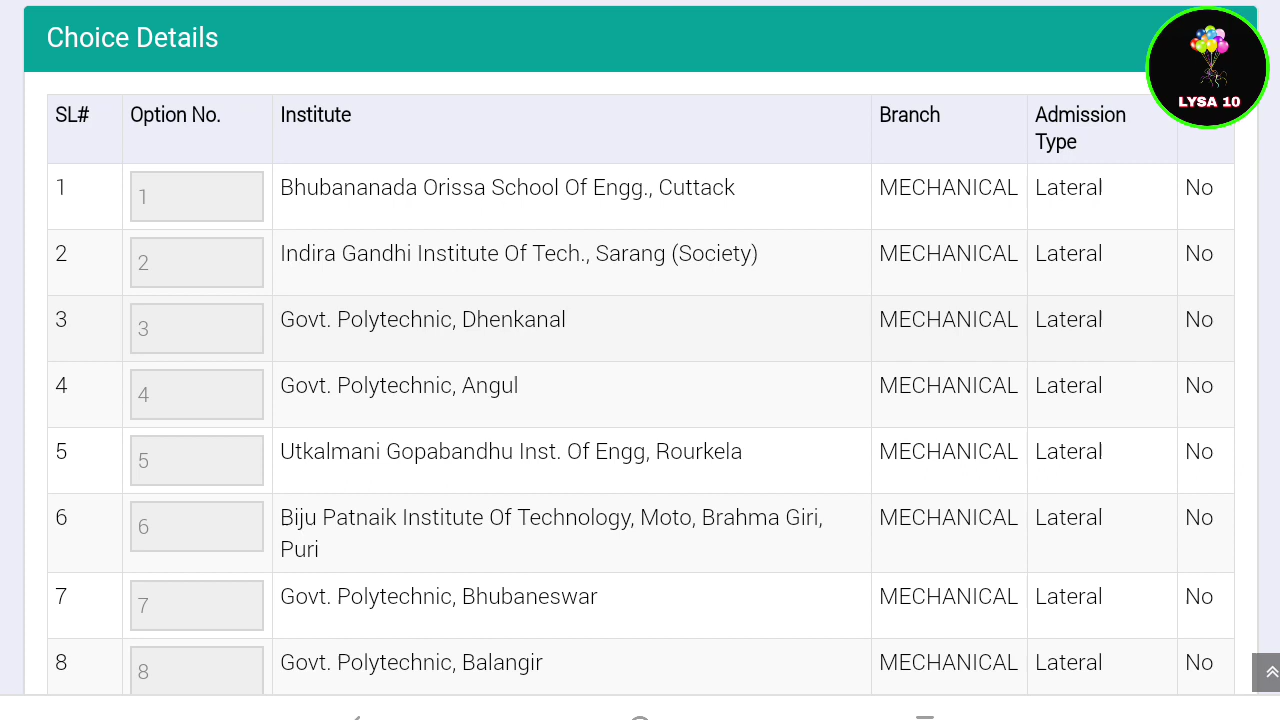 Choice Details
LYSA 10
SL# Option No. Institute Branch Admission
Type
1 1 Bhubananada Orissa School Of Engg., Cuttack MECHANICAL Lateral No
2 2 Indira Gandhi Institute Of Tech., Sarang (Society) MECHANICAL Lateral No
3 3 Govt. Polytechnic, Dhenkanal MECHANICAL Lateral No
4 4 Govt. Polytechnic, Angul MECHANICAL Lateral No
5 5 Utkalmani Gopabandhu Inst. Of Engg, Rourkela MECHANICAL Lateral No
6 6 Biju Patnaik Institute Of Technology, Moto, Brahma Giri, MECHANICAL Lateral No
Puri
7 7 Govt. Polytechnic, Bhubaneswar MECHANICAL Lateral No
8 8 Govt. Polytechnic, Balangir MECHANICAL Lateral No